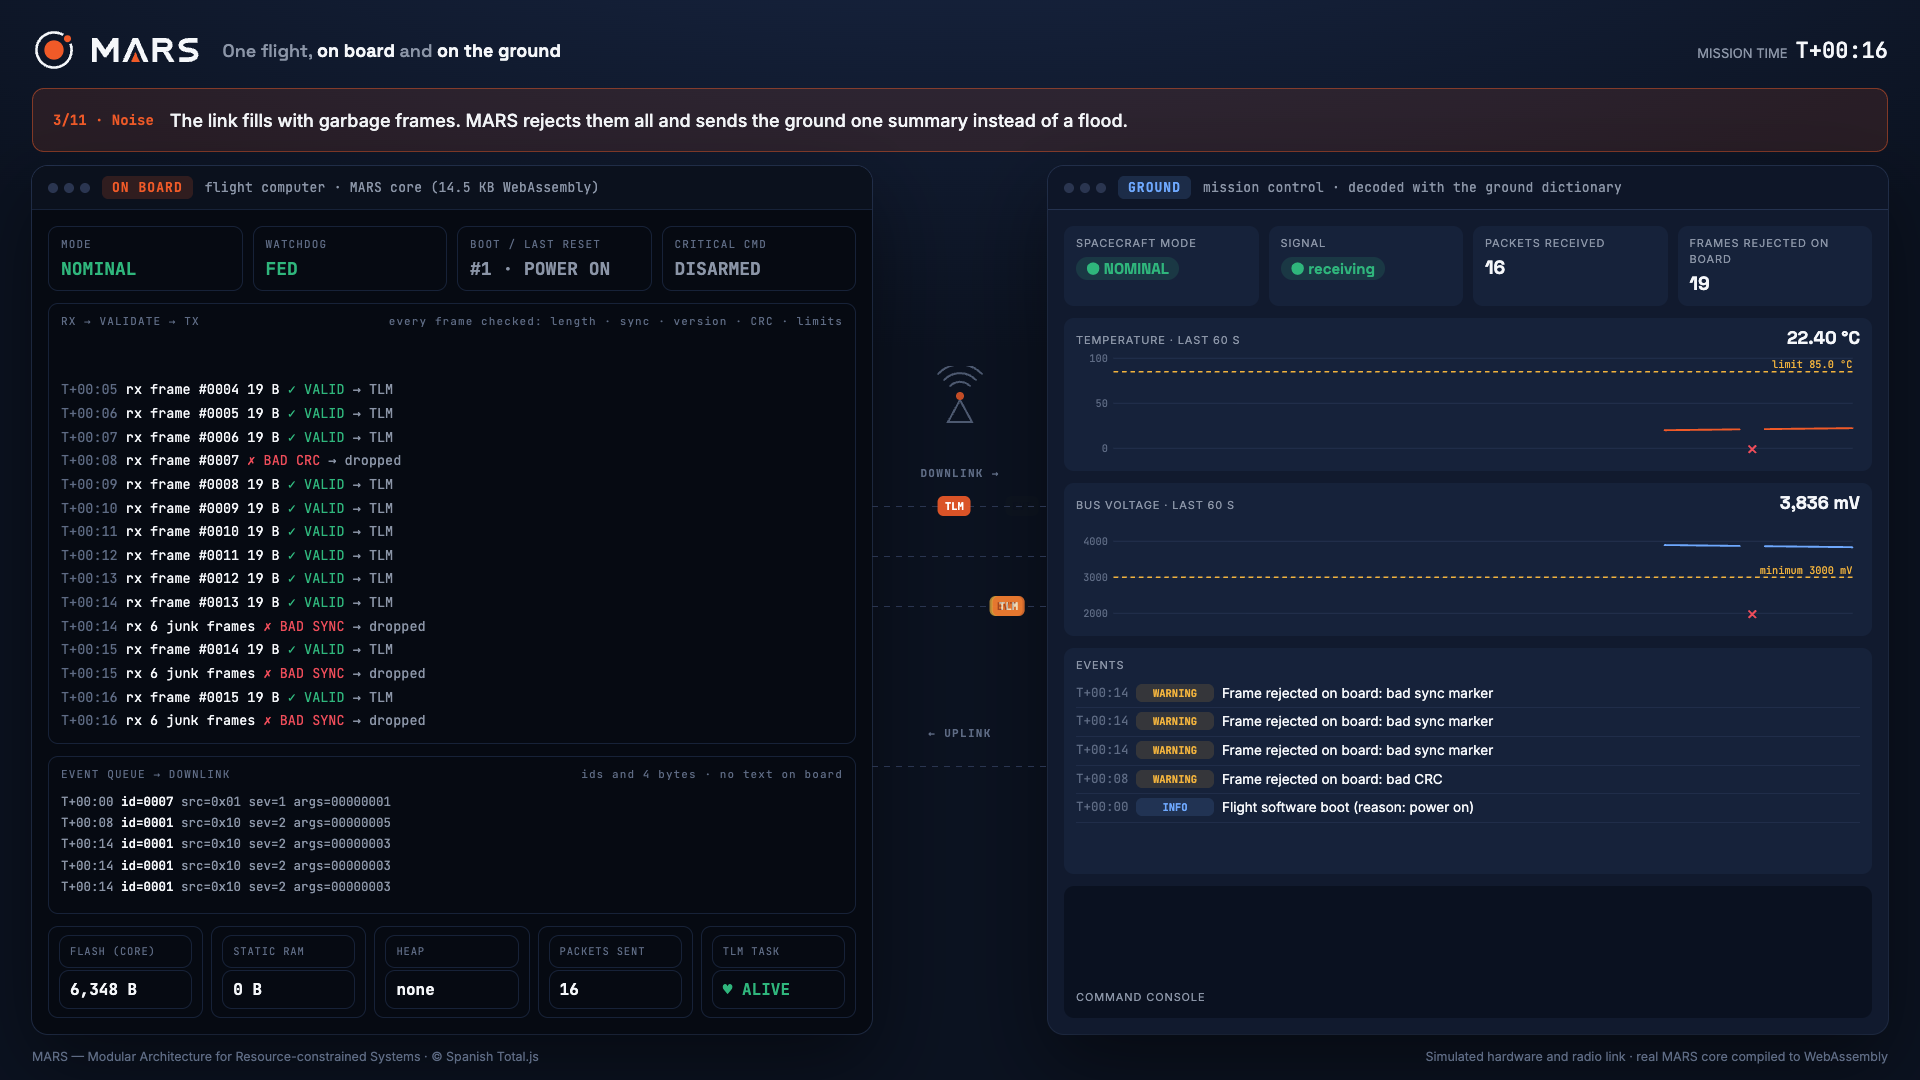 MARS One flight, on board and on the ground
MISSION TIME T+00:16
3/11 · Noise The link fills with garbage frames. MARS rejects them all and sends the ground one summary instead of a flood.
ON BOARD flight computer · MARS core (14.5 KB WebAssembly)
MODE
NOMINAL
WATCHDOG
FED
BOOT / LAST RESET
#1 · POWER ON
CRITICAL CMD
DISARMED
RX → VALIDATE → TX every frame checked: length · sync · version · CRC · limits
T+00:05 rx frame #0004 19 B ✓ VALID → TLM
T+00:06 rx frame #0005 19 B ✓ VALID → TLM
T+00:07 rx frame #0006 19 B ✓ VALID → TLM
T+00:08 rx frame #0007 ✗ BAD CRC → dropped
T+00:09 rx frame #0008 19 B ✓ VALID → TLM
T+00:10 rx frame #0009 19 B ✓ VALID → TLM
T+00:11 rx frame #0010 19 B ✓ VALID → TLM
T+00:12 rx frame #0011 19 B ✓ VALID → TLM
T+00:13 rx frame #0012 19 B ✓ VALID → TLM
T+00:14 rx frame #0013 19 B ✓ VALID → TLM
T+00:14 rx 6 junk frames ✗ BAD SYNC → dropped
T+00:15 rx frame #0014 19 B ✓ VALID → TLM
T+00:15 rx 6 junk frames ✗ BAD SYNC → dropped
T+00:16 rx frame #0015 19 B ✓ VALID → TLM
T+00:16 rx 6 junk frames ✗ BAD SYNC → dropped
EVENT QUEUE → DOWNLINK ids and 4 bytes · no text on board
T+00:00 id=0007 src=0x01 sev=1 args=00000001
T+00:08 id=0001 src=0x10 sev=2 args=00000005
T+00:14 id=0001 src=0x10 sev=2 args=00000003
T+00:14 id=0001 src=0x10 sev=2 args=00000003
T+00:14 id=0001 src=0x10 sev=2 args=00000003
FLASH (CORE)
6,348 B
STATIC RAM
0 B
HEAP
none
PACKETS SENT
16
TLM TASK
♥ ALIVE
DOWNLINK →
TLM
← UPLINK
GROUND mission control · decoded with the ground dictionary
SPACECRAFT MODE
NOMINAL
SIGNAL
receiving
PACKETS RECEIVED
16
FRAMES REJECTED ON
BOARD
19
TEMPERATURE · LAST 60 S 22.40 °C
100
limit 85.0 °C
50
0
BUS VOLTAGE · LAST 60 S 3,836 mV
4000
minimum 3000 mV
3000
2000
EVENTS
T+00:14 WARNING Frame rejected on board: bad sync marker
T+00:14 WARNING Frame rejected on board: bad sync marker
T+00:14 WARNING Frame rejected on board: bad sync marker
T+00:08 WARNING Frame rejected on board: bad CRC
T+00:00 INFO Flight software boot (reason: power on)
COMMAND CONSOLE
MARS — Modular Architecture for Resource-constrained Systems · © Spanish Total.js
Simulated hardware and radio link · real MARS core compiled to WebAssembly